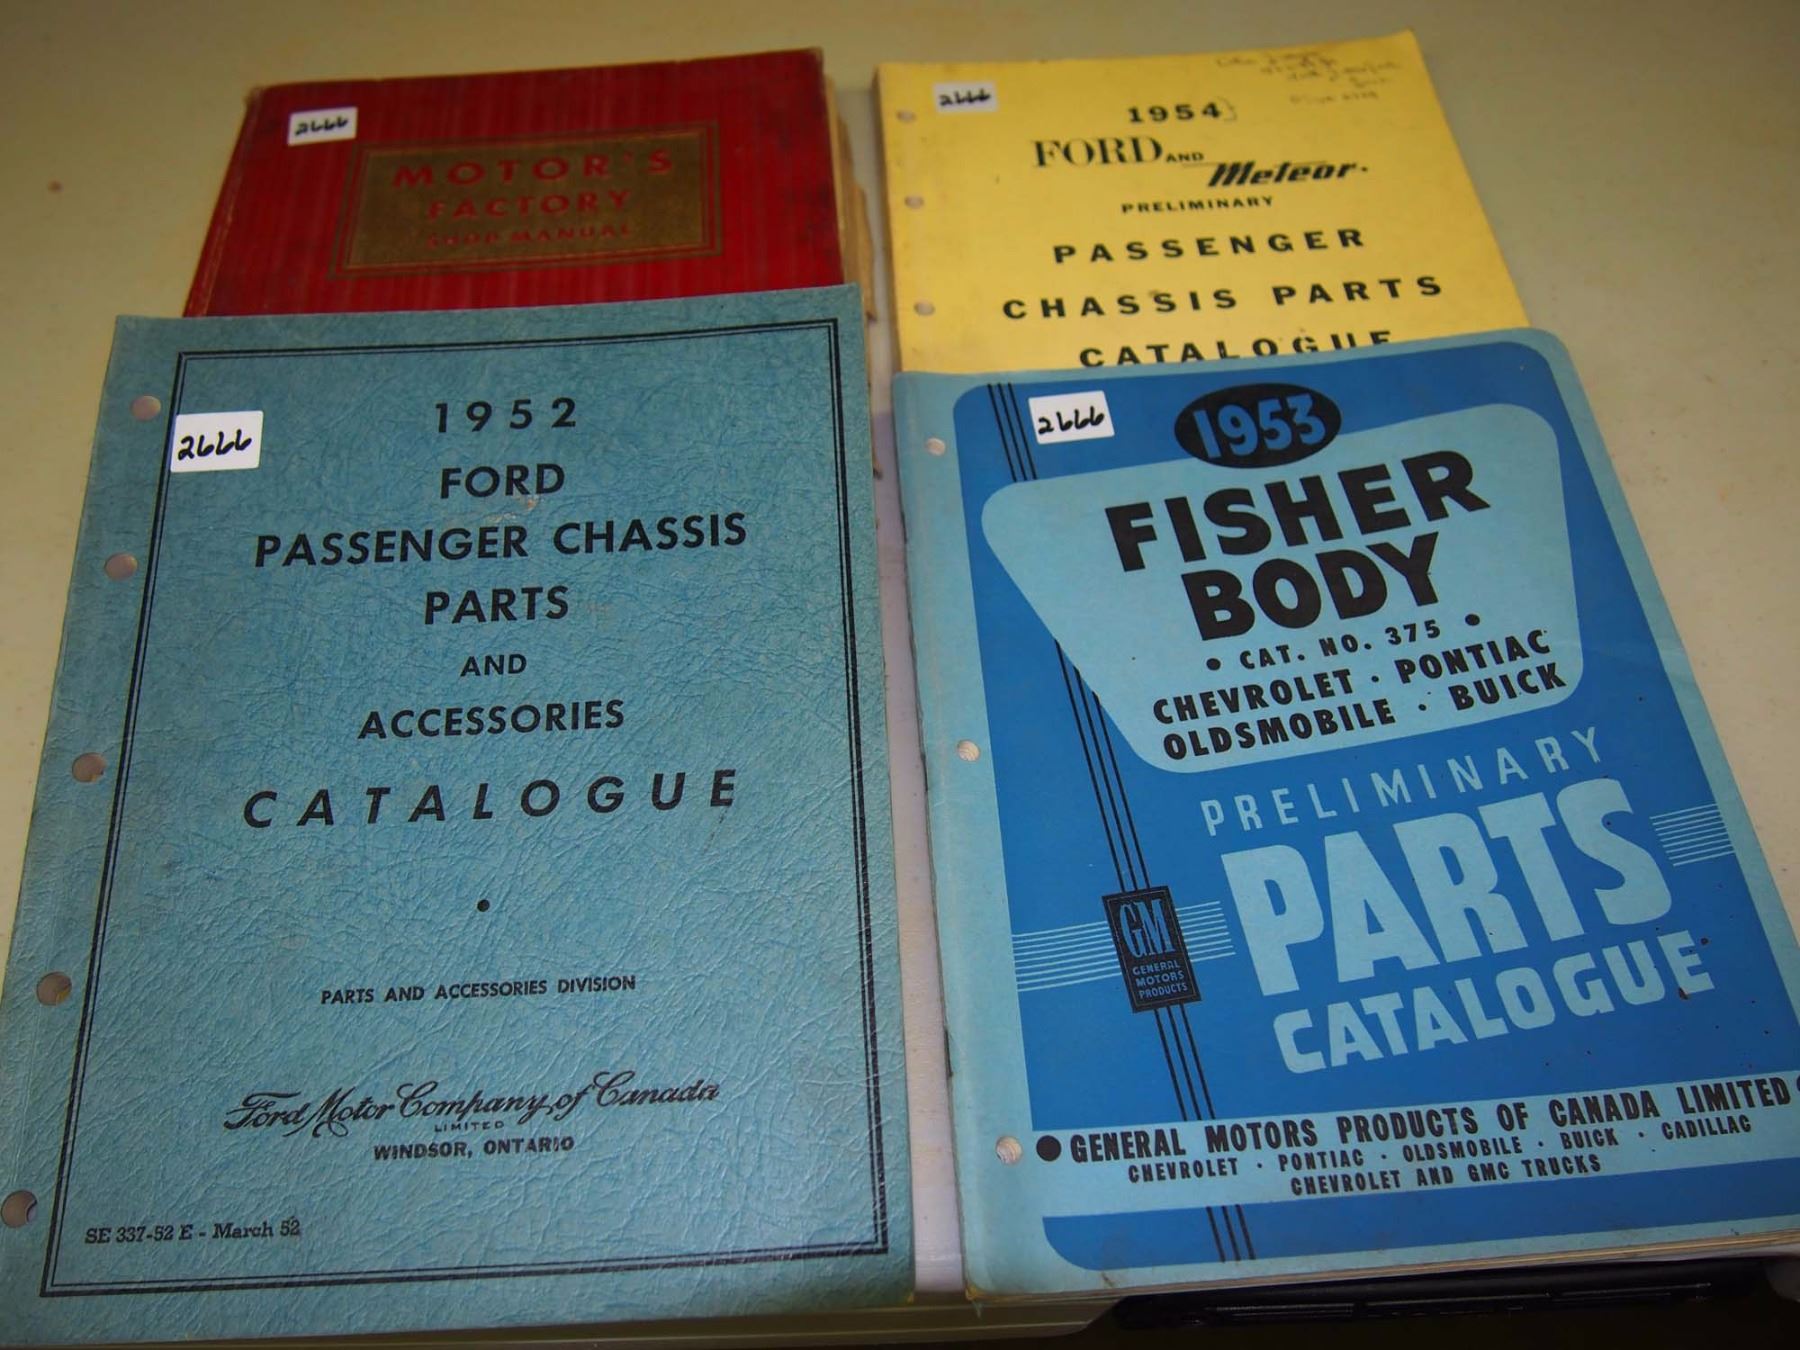 2666
MOTOR'S
FACTORY
SHOP MANUAL
2666
1954
FORD AND Meteor.
PRELIMINARY
PASSENGER
CHASSIS PARTS
CATALOGUE
2666
1952
FORD
PASSENGER CHASSIS
PARTS
AND
ACCESSORIES
CATALOGUE
PARTS AND ACCESSORIES DIVISION
Ford Motor Company of Canada
LIMITED
WINDSOR, ONTARIO
SE 337-52 E - March 52
2666
1953
FISHER
BODY
• CAT. NO. 375 •
CHEVROLET • PONTIAC
OLDSMOBILE • BUICK
PRELIMINARY
PARTS
CATALOGUE
GM
GENERAL
MOTORS
PRODUCTS
• GENERAL MOTORS PRODUCTS OF CANADA LIMITED •
CHEVROLET • PONTIAC • OLDSMOBILE • BUICK • CADILLAC
CHEVROLET AND GMC TRUCKS